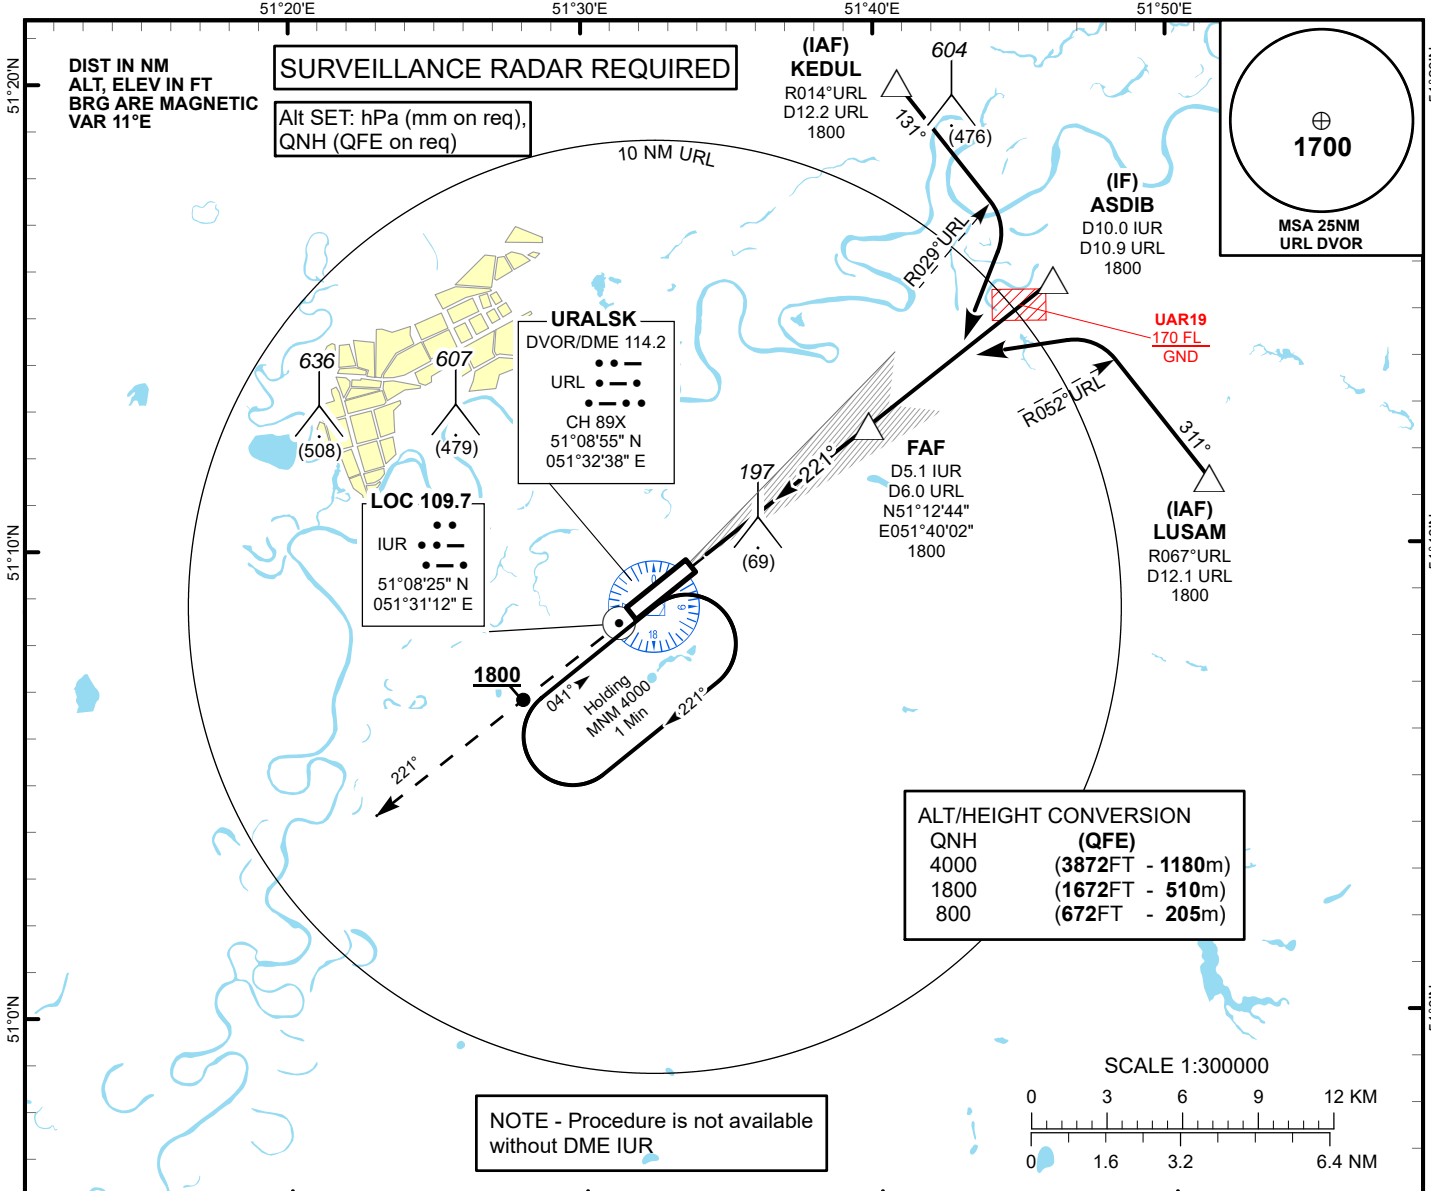 51°20'E
51°30'E
51°40'E
51°50'E
51°20'N
51°10'N
51°0'N
DIST IN NM
ALT, ELEV IN FT
BRG ARE MAGNETIC
VAR 11°E
SURVEILLANCE RADAR REQUIRED
Alt SET: hPa (mm on req),
QNH (QFE on req)
10 NM URL
(IAF)
KEDUL
R014°URL
D12.2 URL
1800
604
(476)
131°
R029°URL
(IF)
ASDIB
D10.0 IUR
D10.9 URL
1800
1700
MSA 25NM
URL DVOR
UAR19
170 FL
GND
R052°URL
311°
(IAF)
LUSAM
R067°URL
D12.1 URL
1800
FAF
D5.1 IUR
D6.0 URL
N51°12'44"
E051°40'02"
1800
221°
197
(69)
URALSK
DVOR/DME 114.2
URL
CH 89X
51°08'55" N
051°32'38" E
636
(508)
607
(479)
LOC 109.7
IUR
51°08'25" N
051°31'12" E
0
9
18
1800
041°
Holding
MNM 4000
1 Min
221°
221°
ALT/HEIGHT CONVERSION
QNH (QFE)
4000 (3872FT - 1180m)
1800 (1672FT - 510m)
800 (672FT - 205m)
NOTE - Procedure is not available
without DME IUR
SCALE 1:300000
0 3 6 9 12 KM
0 1.6 3.2 6.4 NM